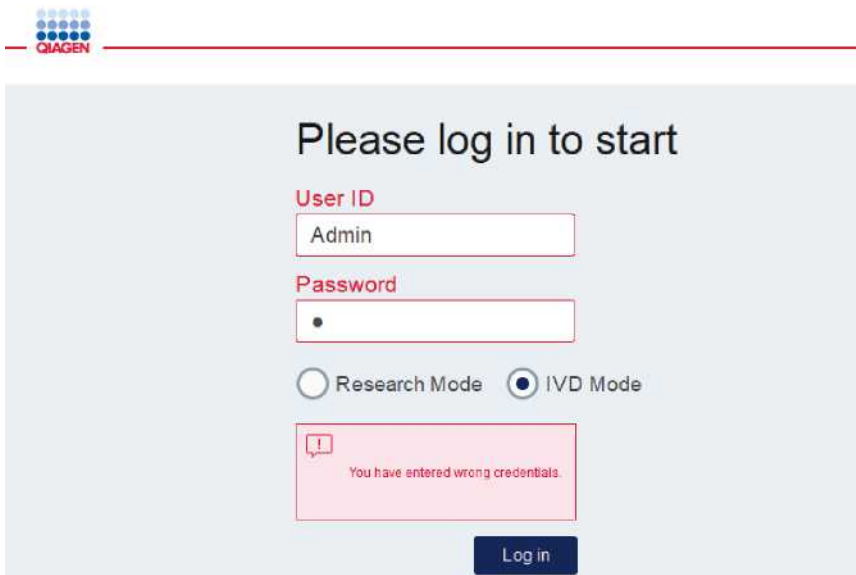 QIAGEN
Please log in to start
User ID
Admin
Password
Research Mode IVD Mode
You have entered wrong credentials.
Log in